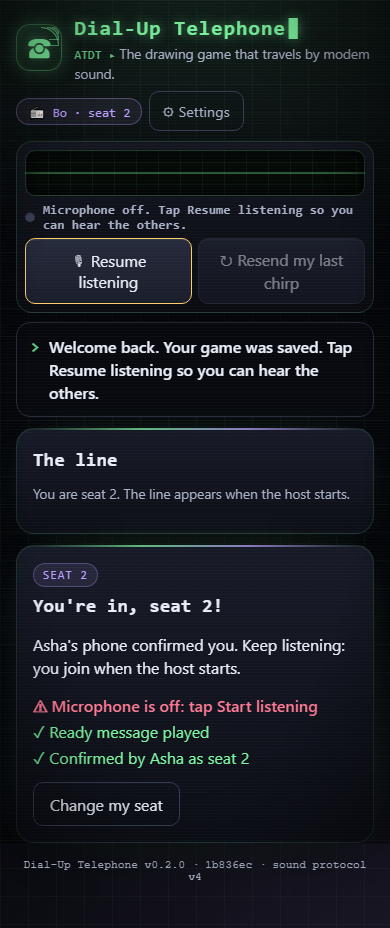 Dial-Up Telephone
ATDT ▸ The drawing game that travels by modem
sound.
📻 Bo · seat 2
⚙ Settings
Microphone off. Tap Resume listening so you
can hear the others.
🎙 Resume
listening
↻ Resend my last
chirp
> Welcome back. Your game was saved. Tap
Resume listening so you can hear the
others.
The line
You are seat 2. The line appears when the host starts.
SEAT 2
You're in, seat 2!
Asha's phone confirmed you. Keep listening:
you join when the host starts.
⚠ Microphone is off: tap Start listening
✓ Ready message played
✓ Confirmed by Asha as seat 2
Change my seat
Dial-Up Telephone v0.2.0 · 1b836ec · sound protocol
v4